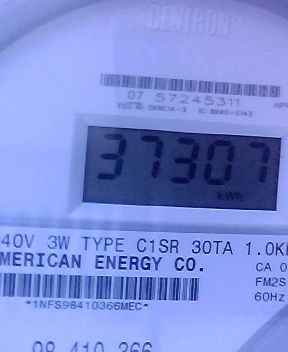 CENTRON
07 57245311
37307
kWh
40V 3W TYPE C1SR 30TA 1.0K
MERICAN ENERGY CO.
CA 0
FM2S
60Hz
*1NFS98410366MEC*
98 410 366